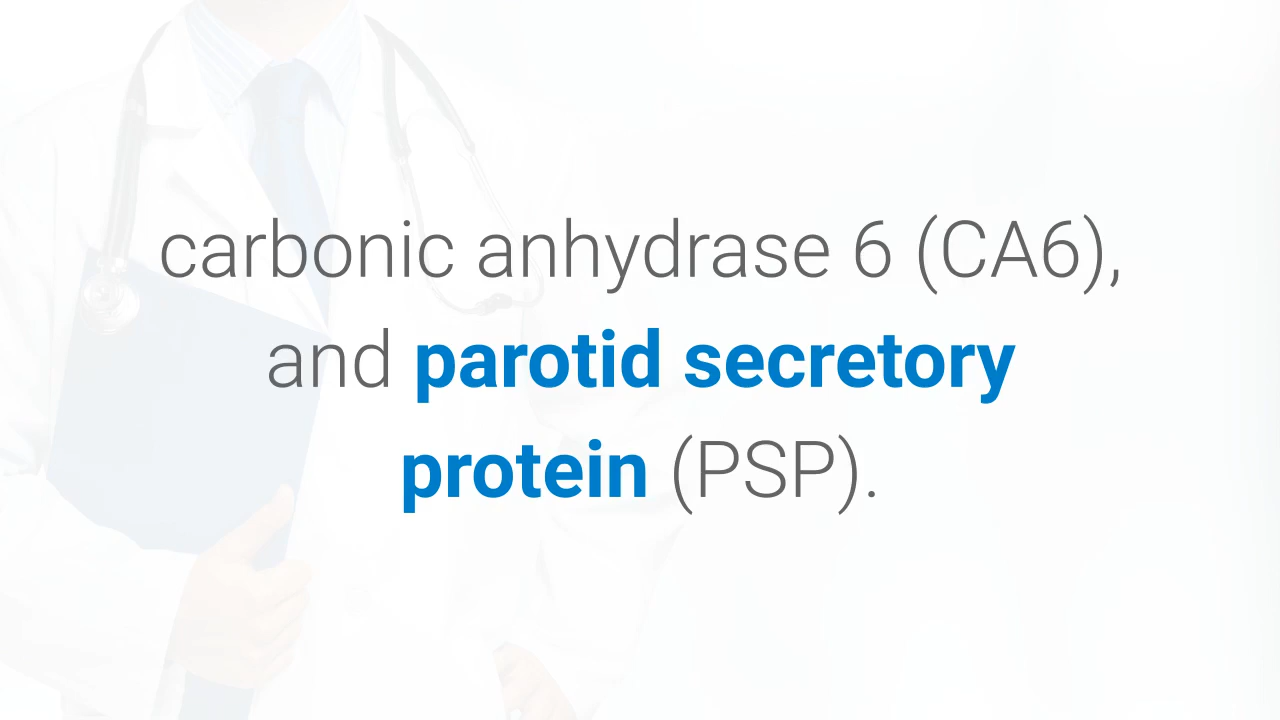 carbonic anhydrase 6 (CA6),
and parotid secretory
protein (PSP).